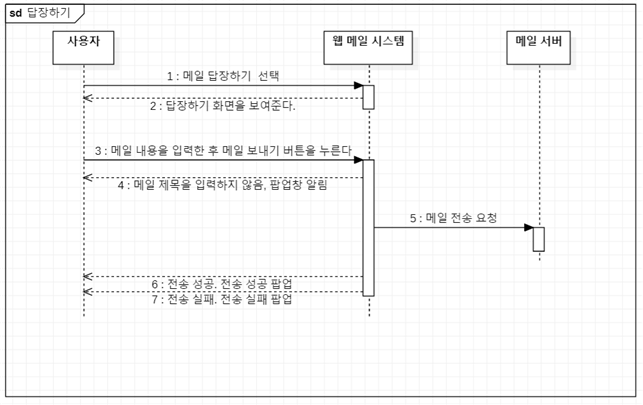 sd 답장하기
사용자
웹 메일 시스템
메일 서버
1 : 메일 답장하기 선택
2 : 답장하기 화면을 보여준다.
3 : 메일 내용을 입력한 후 메일 보내기 버튼을 누른다
4 : 메일 제목을 입력하지 않음, 팝업창 알림
5 : 메일 전송 요청
6 : 전송 성공. 전송 성공 팝업
7 : 전송 실패. 전송 실패 팝업